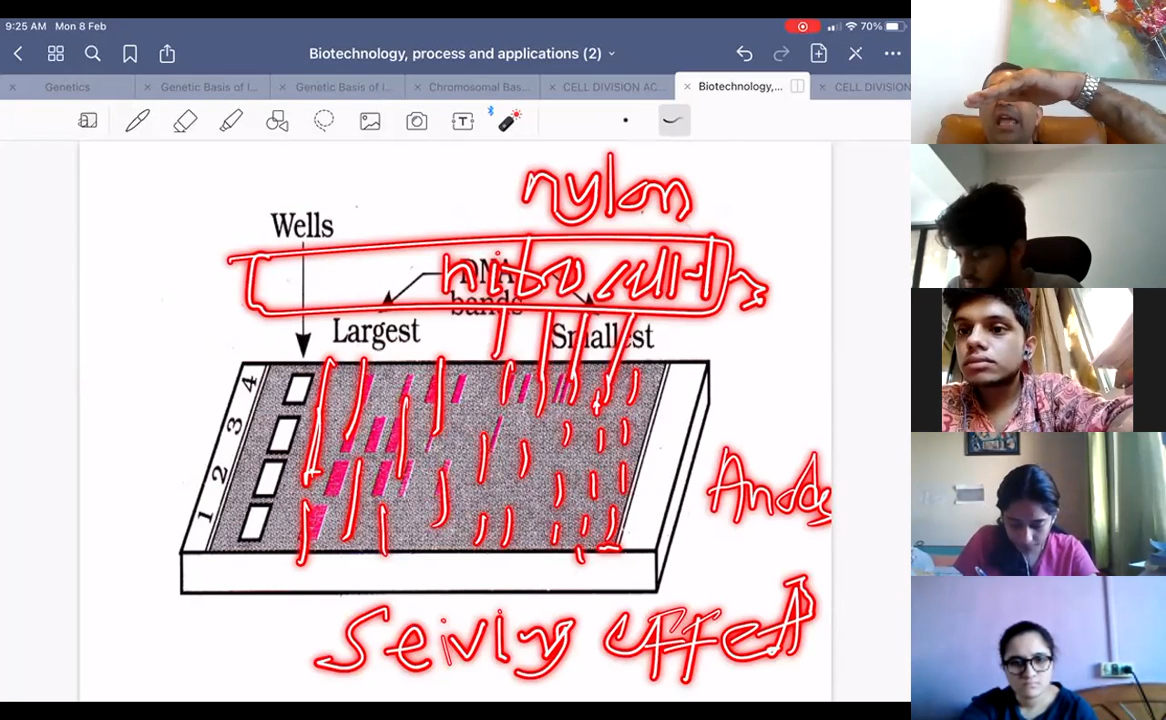 9:25 AM Mon 8 Feb
70%
Biotechnology, process and applications (2)
Genetics
Genetic Basis of I...
Genetic Basis of I...
Chromosomal Bas...
CELL DIVISION AC...
Biotechnology,...
CELL DIVISION
nylon
Wells
DNA
bands
Largest
Smallest
4
3
2
1
Anode
Seiving effect